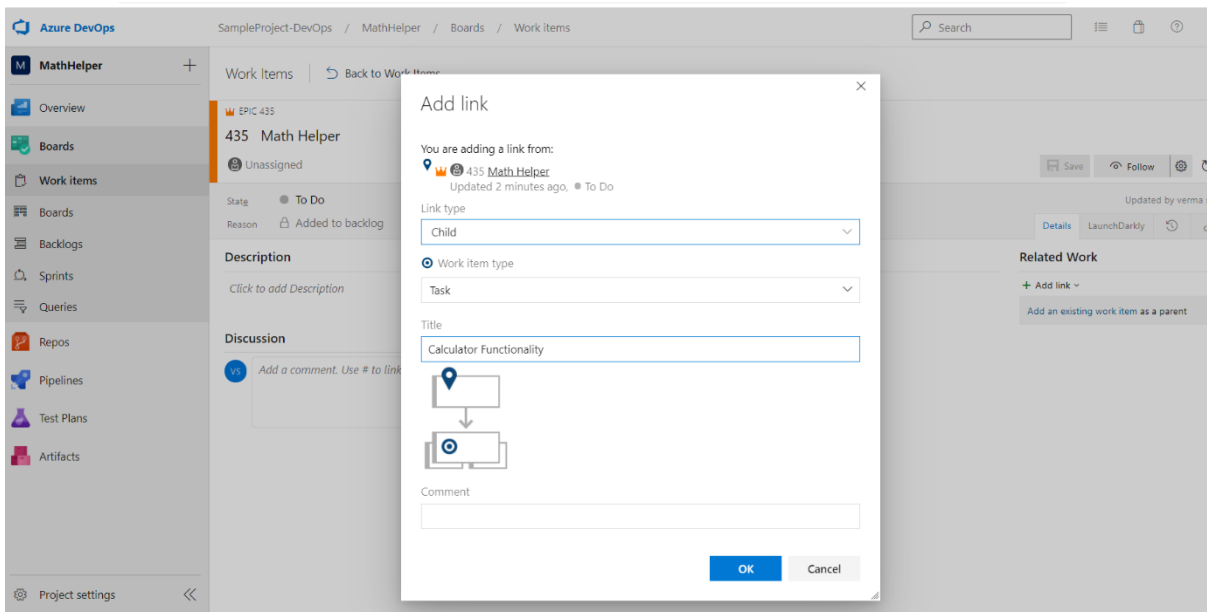 Azure DevOps
SampleProject-DevOps / MathHelper / Boards / Work items
Search
M MathHelper
Work Items Back to Work Items
Overview
Boards
Work items
Boards
Backlogs
Sprints
Queries
Repos
Pipelines
Test Plans
Artifacts
Project settings
EPIC 435
435 Math Helper
Unassigned
State To Do
Reason Added to backlog
Description
Click to add Description
Discussion
VS Add a comment. Use # to link
Add link
You are adding a link from:
435 Math Helper
Updated 2 minutes ago, To Do
Link type
Child
Work item type
Task
Title
Calculator Functionality
Comment
OK Cancel
Save Follow
Updated by verma
Details LaunchDarkly
Related Work
+ Add link
Add an existing work item as a parent